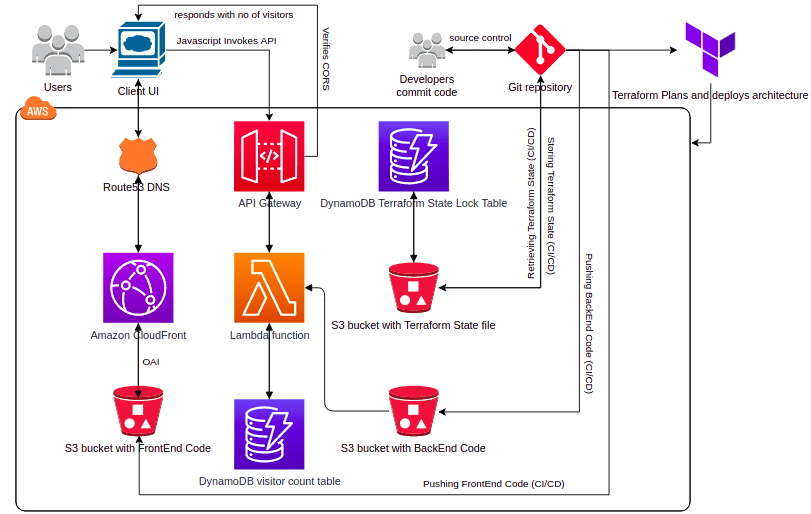 responds with no of visitors
Javascript Invokes API
Verifies CORS
source control
Users
Client UI
Developers
commit code
Git repository
Terraform Plans and deploys architecture
AWS
Route53 DNS
API Gateway
DynamoDB Terraform State Lock Table
Retrieving Terraform State (CI/CD)
Storing Terraform State (CI/CD)
Pushing BackEnd Code (CI/CD)
Amazon CloudFront
Lambda function
S3 bucket with Terraform State file
OAI
S3 bucket with FrontEnd Code
S3 bucket with BackEnd Code
DynamoDB visitor count table
Pushing FrontEnd Code (CI/CD)